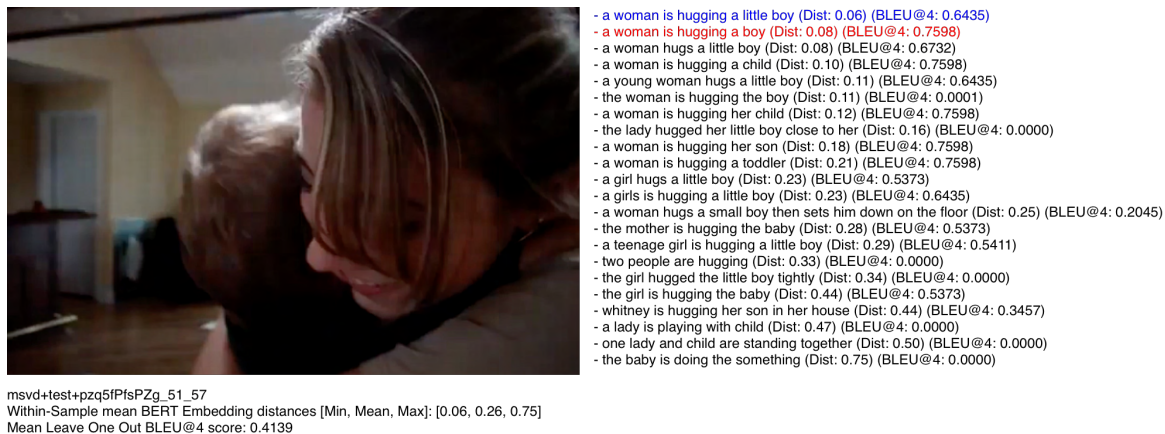 - a woman is hugging a little boy (Dist: 0.06) (BLEU@4: 0.6435)
- a woman is hugging a boy (Dist: 0.08) (BLEU@4: 0.7598)
- a woman hugs a little boy (Dist: 0.08) (BLEU@4: 0.6732)
- a woman is hugging a child (Dist: 0.10) (BLEU@4: 0.7598)
- a young woman hugs a little boy (Dist: 0.11) (BLEU@4: 0.6435)
- the woman is hugging the boy (Dist: 0.11) (BLEU@4: 0.0001)
- a woman is hugging her child (Dist: 0.12) (BLEU@4: 0.7598)
- the lady hugged her little boy close to her (Dist: 0.16) (BLEU@4: 0.0000)
- a woman is hugging her son (Dist: 0.18) (BLEU@4: 0.7598)
- a woman is hugging a toddler (Dist: 0.21) (BLEU@4: 0.7598)
- a girl hugs a little boy (Dist: 0.23) (BLEU@4: 0.5373)
- a girls is hugging a little boy (Dist: 0.23) (BLEU@4: 0.6435)
- a woman hugs a small boy then sets him down on the floor (Dist: 0.25) (BLEU@4: 0.2045)
- the mother is hugging the baby (Dist: 0.28) (BLEU@4: 0.5373)
- a teenage girl is hugging a little boy (Dist: 0.29) (BLEU@4: 0.5411)
- two people are hugging (Dist: 0.33) (BLEU@4: 0.0000)
- the girl hugged the little boy tightly (Dist: 0.34) (BLEU@4: 0.0000)
- the girl is hugging the baby (Dist: 0.44) (BLEU@4: 0.5373)
- whitney is hugging her son in her house (Dist: 0.44) (BLEU@4: 0.3457)
- a lady is playing with child (Dist: 0.47) (BLEU@4: 0.0000)
- one lady and child are standing together (Dist: 0.50) (BLEU@4: 0.0000)
- the baby is doing the something (Dist: 0.75) (BLEU@4: 0.0000)
msvd+test+pzq5fPfsPZg_51_57
Within-Sample mean BERT Embedding distances [Min, Mean, Max]: [0.06, 0.26, 0.75]
Mean Leave One Out BLEU@4 score: 0.4139